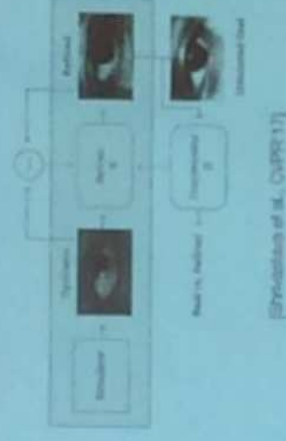 Simulator
Synthetic
Refiner
R
Refined
Discriminator
D
Unlabeled real
Real vs. Refined
[Shrivastava et al., CVPR 17]